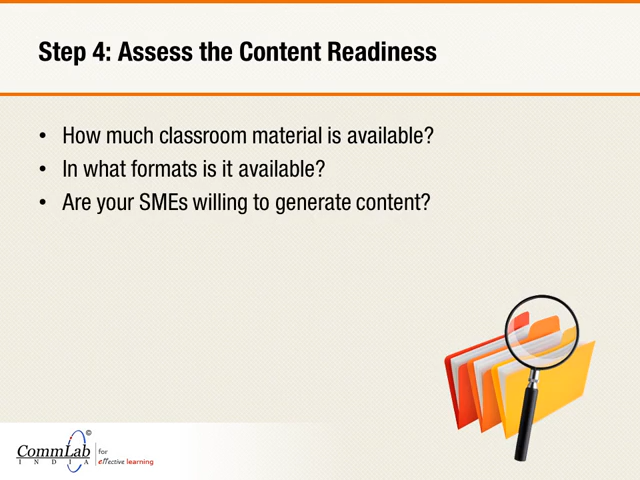 Step 4: Assess the Content Readiness
• How much classroom material is available?
• In what formats is it available?
• Are your SMEs willing to generate content?
©
CommLab
INDIA
for
effective learning